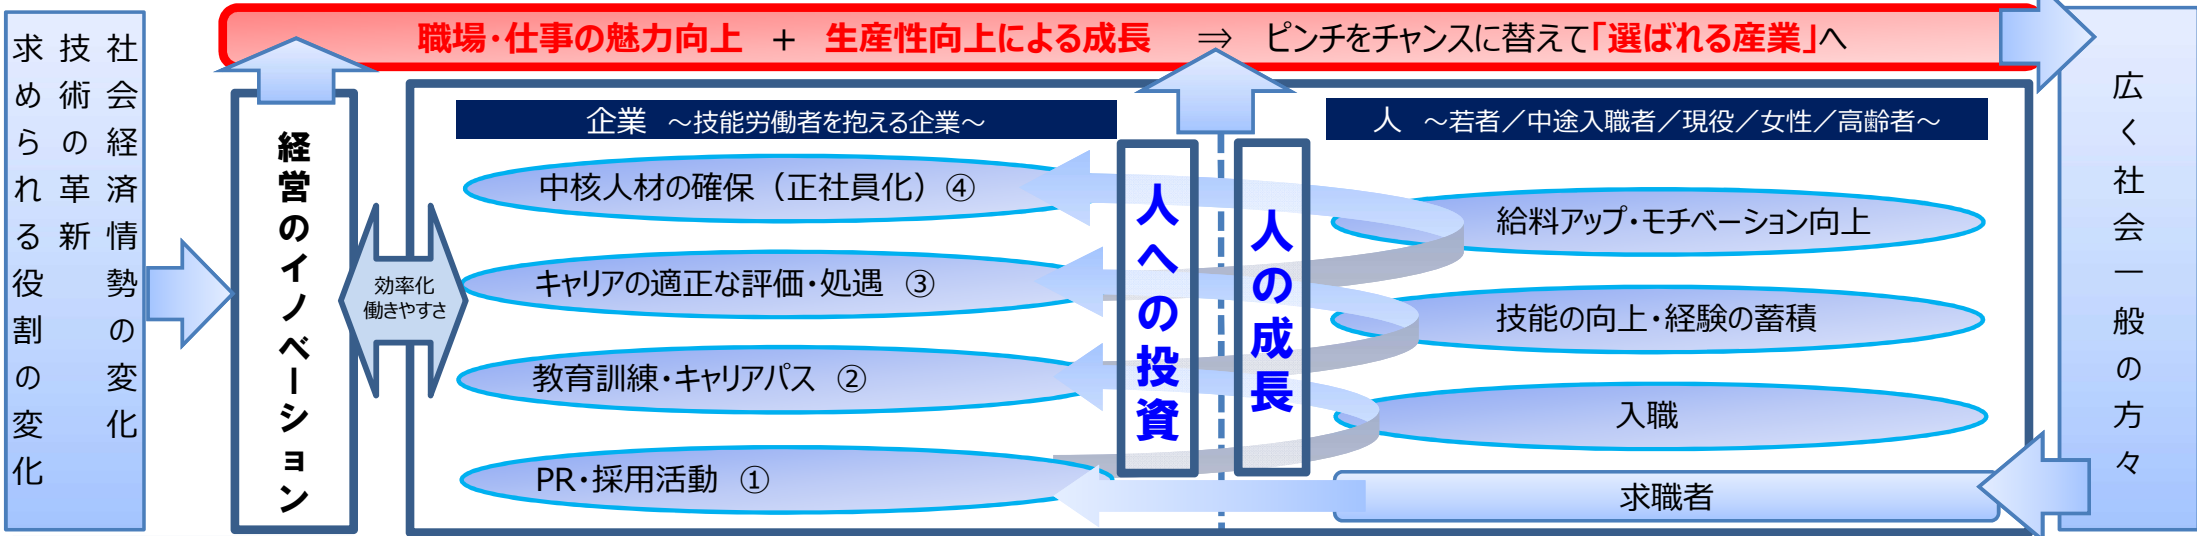 職場・仕事の魅力向上 + 生産性向上による成長 ⇒ ピンチをチャンスに替えて「選ばれる産業」へ
社会経済情勢の変化
技術の革新
求められる役割の変化
経営のイノベーション
効率化
働きやすさ
企業 ～技能労働者を抱える企業～
中核人材の確保（正社員化）④
キャリアの適正な評価・処遇 ③
教育訓練・キャリアパス ②
PR・採用活動 ①
人への投資
人の成長
人 ～若者／中途入職者／現役／女性／高齢者～
給料アップ・モチベーション向上
技能の向上・経験の蓄積
入職
求職者
広く社会一般の方々